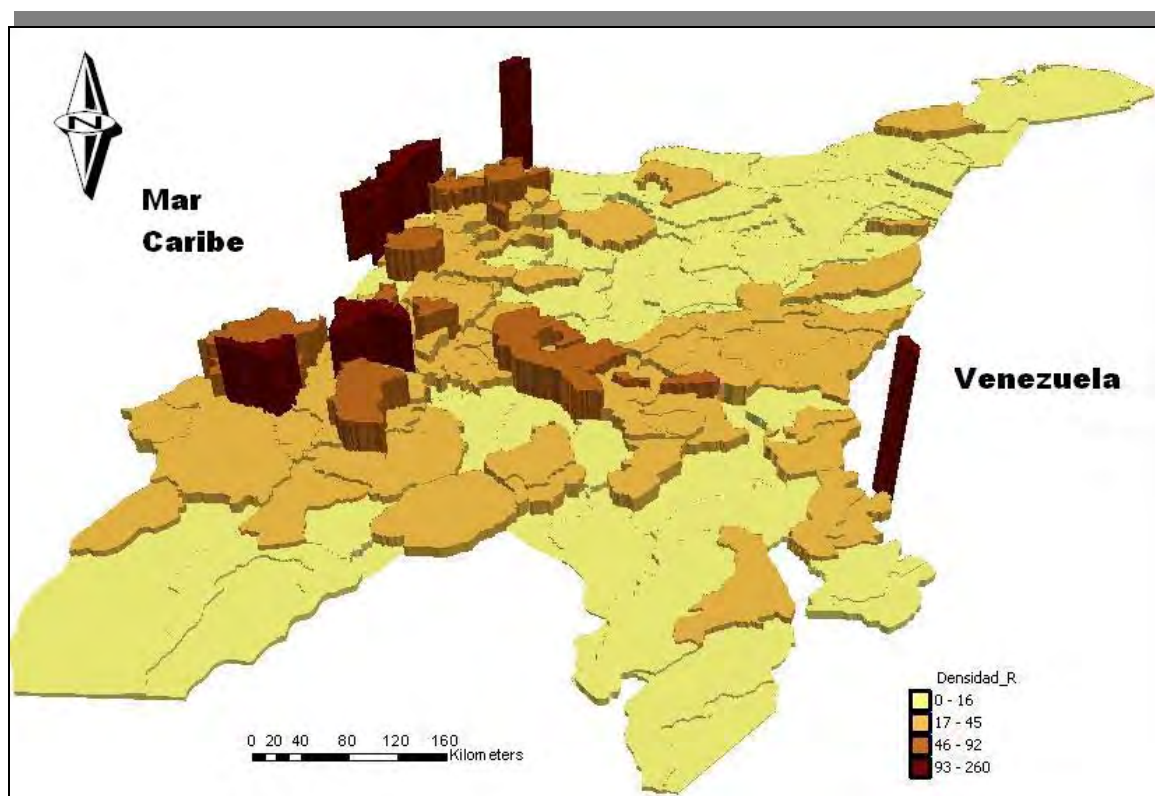 N
Mar
Caribe
Venezuela
Densidad_R
0 - 16
17 - 45
46 - 92
93 - 260
0 20 40 80 120 160
Kilometers